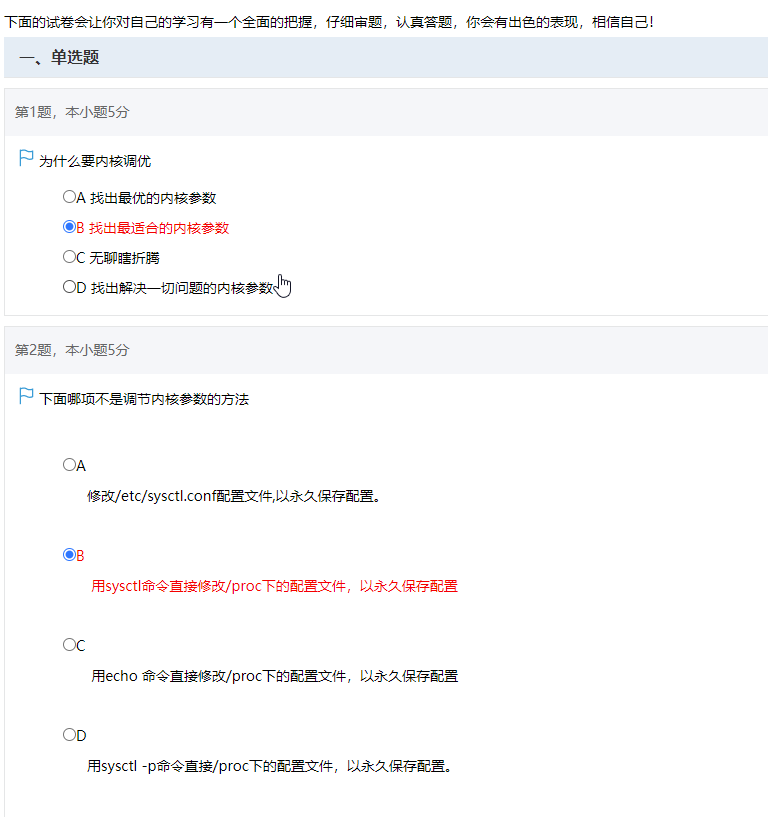 下面的试卷会让你对自己的学习有一个全面的把握，仔细审题，认真答题，你会有出色的表现，相信自己！
一、单选题
第1题，本小题5分
为什么要内核调优
A 找出最优的内核参数
B 找出最适合的内核参数
C 无聊瞎折腾
D 找出解决一切问题的内核参数
第2题，本小题5分
下面哪项不是调节内核参数的方法
A
修改/etc/sysctl.conf配置文件,以永久保存配置。
B
用sysctl命令直接修改/proc下的配置文件，以永久保存配置
C
用echo 命令直接修改/proc下的配置文件，以永久保存配置
D
用sysctl -p命令直接/proc下的配置文件，以永久保存配置。